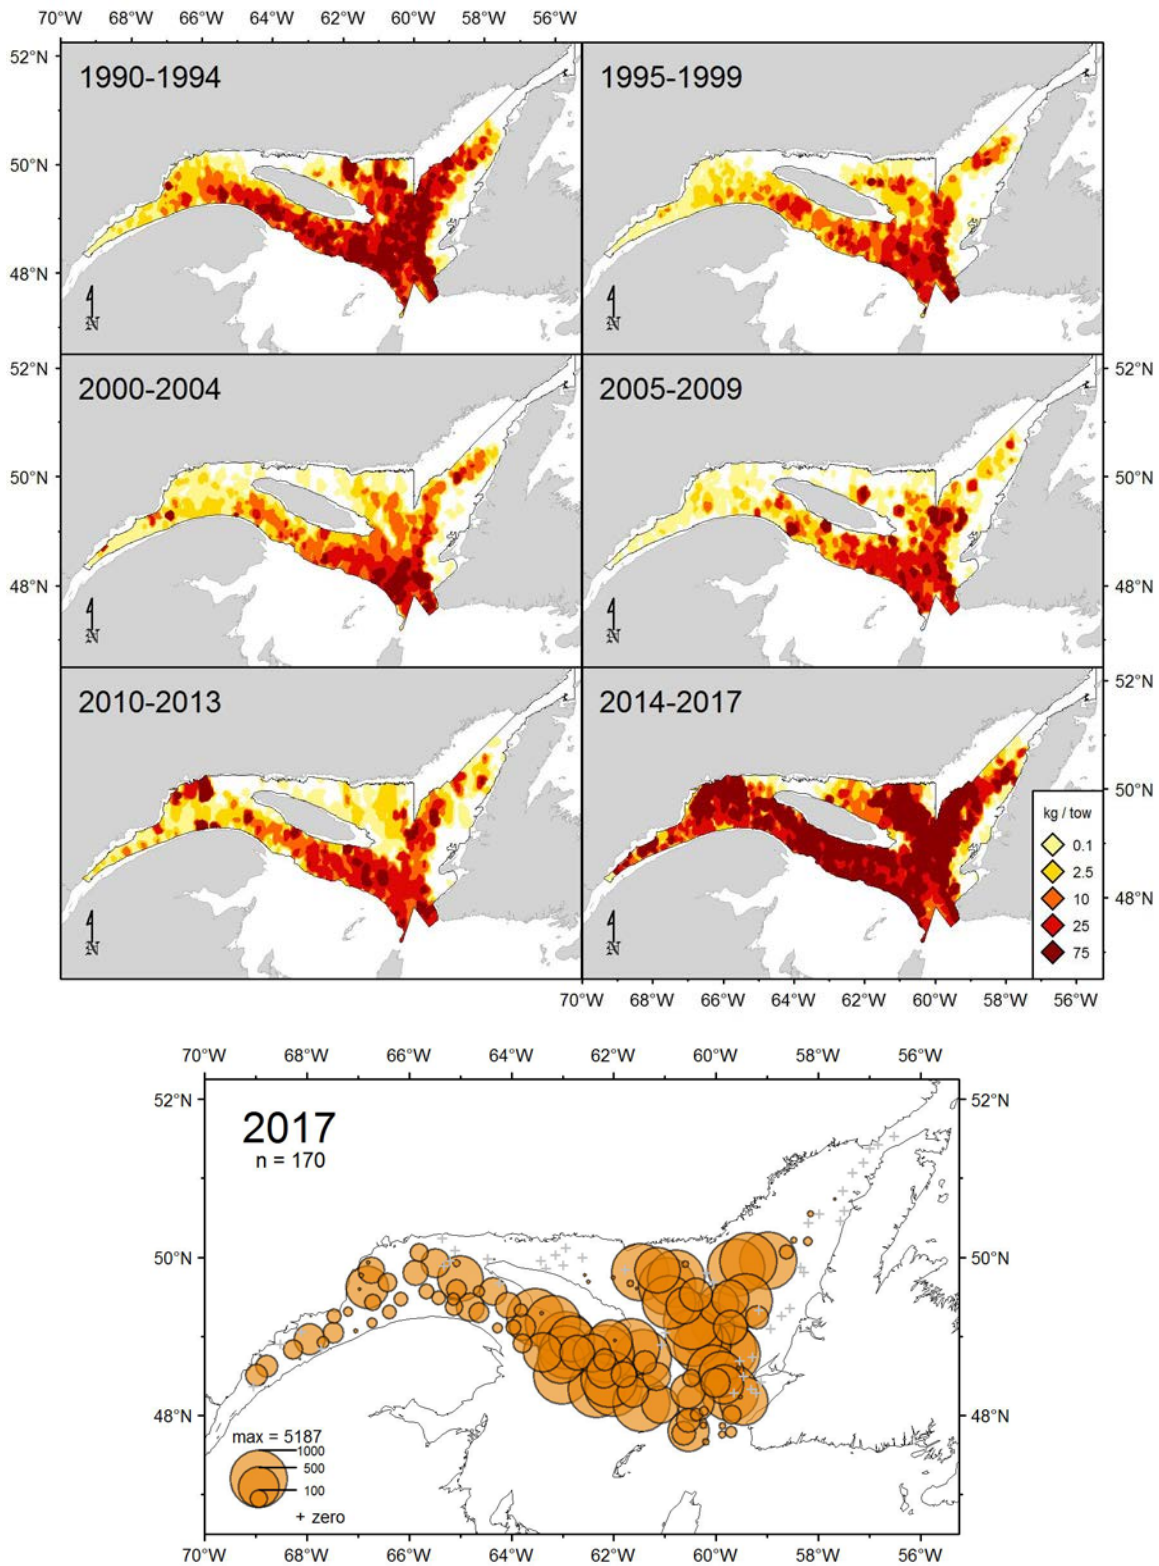 70°W 68°W 66°W 64°W 62°W 60°W 58°W 56°W
52°N
1990-1994
1995-1999
50°N
48°N
N
N
52°N
52°N
2000-2004
2005-2009
50°N
50°N
48°N
48°N
N
N
52°N
2010-2013
2014-2017
50°N
kg / tow
0.1
2.5
10
48°N
25
75
N
70°W 68°W 66°W 64°W 62°W 60°W 58°W 56°W
70°W 68°W 66°W 64°W 62°W 60°W 58°W 56°W
52°N
52°N
2017
n = 170
50°N
50°N
48°N
48°N
max = 5187
1000
500
100
+ zero
70°W 68°W 66°W 64°W 62°W 60°W 58°W 56°W